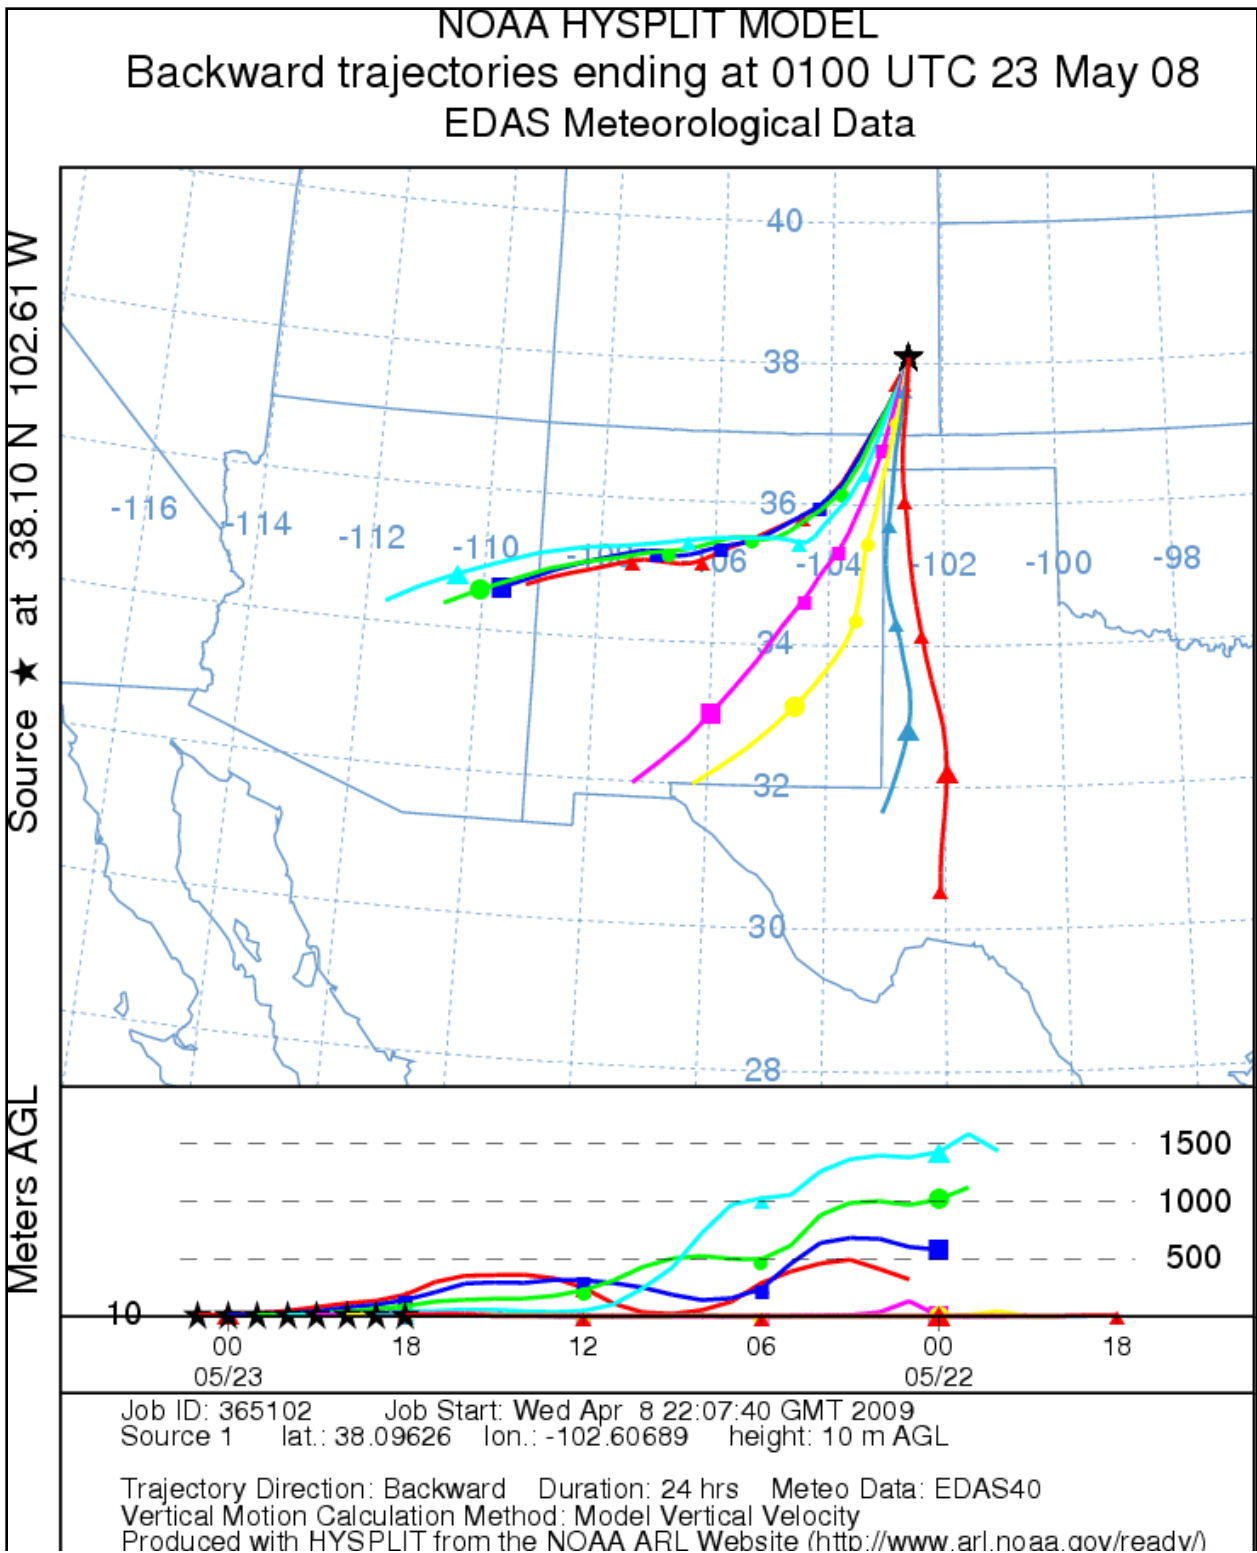 NOAA HYSPLIT MODEL
Backward trajectories ending at 0100 UTC 23 May 08
EDAS Meteorological Data
Source ★ at 38.10 N 102.61 W
40
38
36
-116
-114
-112
-110
-108
-106
-104
-102
-100
-98
34
32
30
28
Meters AGL
1500
1000
500
10
00
18
12
06
00
18
05/23
05/22
Job ID: 365102 Job Start: Wed Apr 8 22:07:40 GMT 2009
Source 1 lat.: 38.09626 lon.: -102.60689 height: 10 m AGL
Trajectory Direction: Backward Duration: 24 hrs Meteo Data: EDAS40
Vertical Motion Calculation Method: Model Vertical Velocity
Produced with HYSPLIT from the NOAA ARL Website (http://www.arl.noaa.gov/ready/)